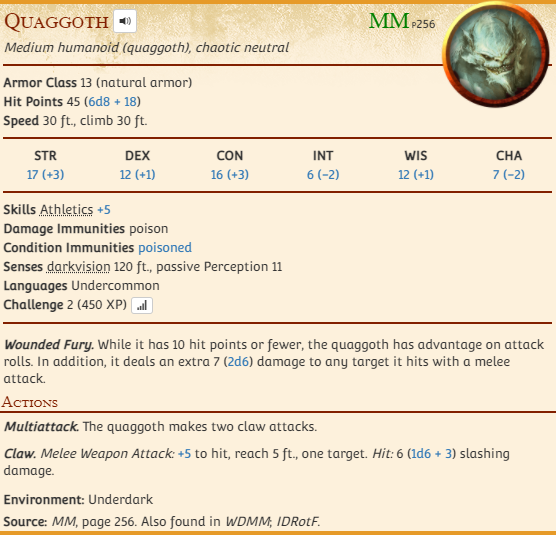 QUAGGOTH MM P256
Medium humanoid (quaggoth), chaotic neutral
Armor Class 13 (natural armor)
Hit Points 45 (6d8 + 18)
Speed 30 ft., climb 30 ft.
STR DEX CON INT WIS CHA
17 (+3) 12 (+1) 16 (+3) 6 (−2) 12 (+1) 7 (−2)
Skills Athletics +5
Damage Immunities poison
Condition Immunities poisoned
Senses darkvision 120 ft., passive Perception 11
Languages Undercommon
Challenge 2 (450 XP)
Wounded Fury. While it has 10 hit points or fewer, the quaggoth has advantage on attack
rolls. In addition, it deals an extra 7 (2d6) damage to any target it hits with a melee
attack.
ACTIONS
Multiattack. The quaggoth makes two claw attacks.
Claw. Melee Weapon Attack: +5 to hit, reach 5 ft., one target. Hit: 6 (1d6 + 3) slashing
damage.
Environment: Underdark
Source: MM, page 256. Also found in WDMM; IDRotF.